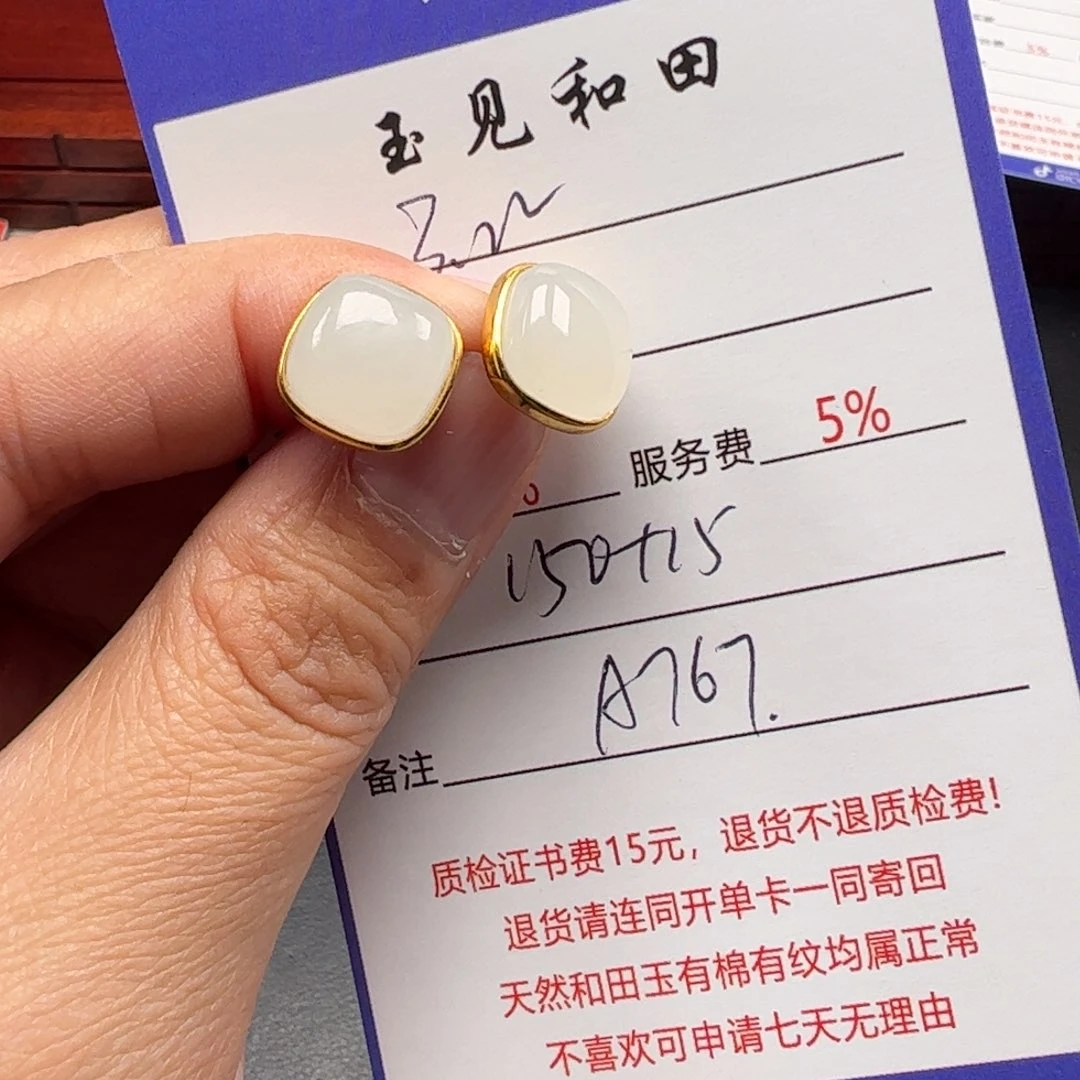 玉见和田
服务费 5%
150+15
A767.
备注
质检证书费15元，退货不退质检费!
退货请连同开单卡一同寄回
天然和田玉有棉有纹均属正常
不喜欢可申请七天无理由